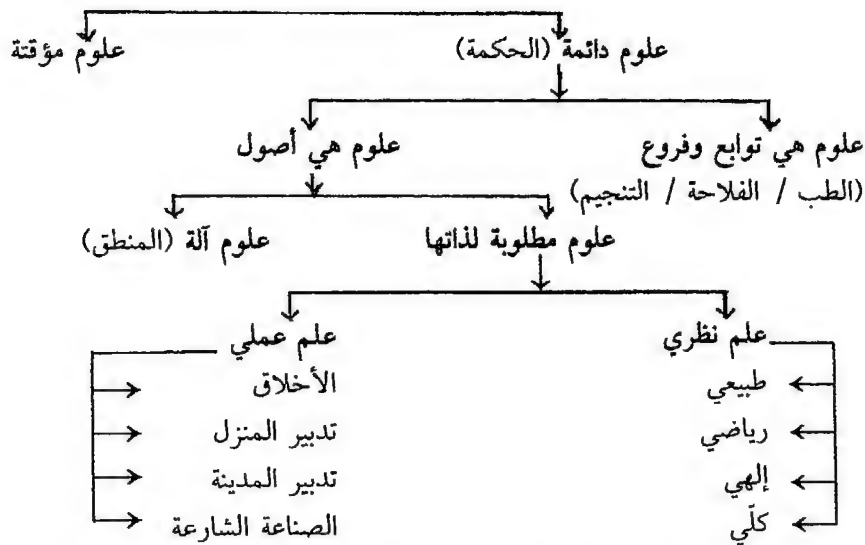 علوم دائمة (الحكمة)
علوم مؤقتة
علوم هي توابع وفروع
(الطب / الفلاحة / التنجيم)
علوم هي أصول
علوم مطلوبة لذاتها
علوم آلة (المنطق)
علم نظري
طبيعي
رياضي
إلهي
كلّي
علم عملي
الأخلاق
تدبير المنزل
تدبير المدينة
الصناعة الشارعة